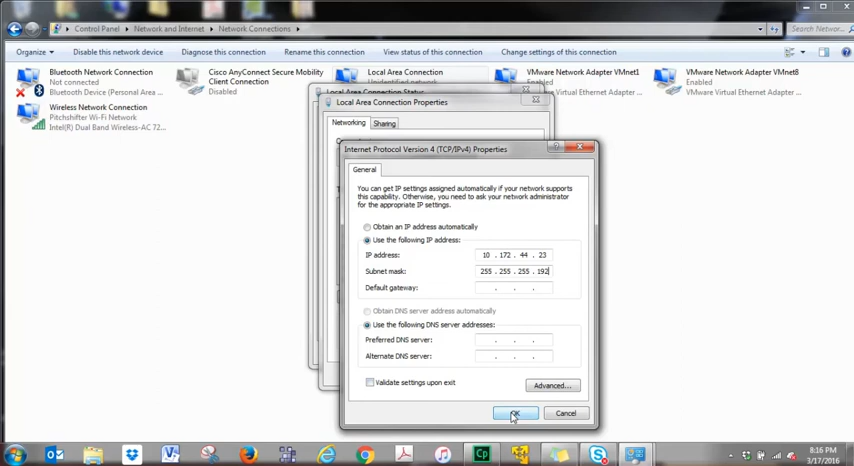 Control Panel ▸ Network and Internet ▸ Network Connections ▸
Search Networ...
Organize
Disable this network device
Diagnose this connection
Rename this connection
View status of this connection
Change settings of this connection
Bluetooth Network Connection
Not connected
Bluetooth Device (Personal Area ...
Cisco AnyConnect Secure Mobility
Client Connection
Disabled
Local Area Connection
Unidentified network
VMware Network Adapter VMnet1
Enabled
VMware Virtual Ethernet Adapter ...
VMware Network Adapter VMnet8
Enabled
VMware Virtual Ethernet Adapter ...
Wireless Network Connection
Pitchshifter Wi-Fi Network
Intel(R) Dual Band Wireless-AC 72...
Local Area Connection Status
Local Area Connection Properties
Networking
Sharing
Internet Protocol Version 4 (TCP/IPv4) Properties
General
You can get IP settings assigned automatically if your network supports
this capability. Otherwise, you need to ask your network administrator
for the appropriate IP settings.
Obtain an IP address automatically
Use the following IP address:
IP address: 10 . 172 . 44 . 23
Subnet mask: 255 . 255 . 255 . 192
Default gateway: . . .
Obtain DNS server address automatically
Use the following DNS server addresses:
Preferred DNS server: . . .
Alternate DNS server: . . .
Validate settings upon exit
Advanced...
OK
Cancel
8:16 PM
3/17/2016